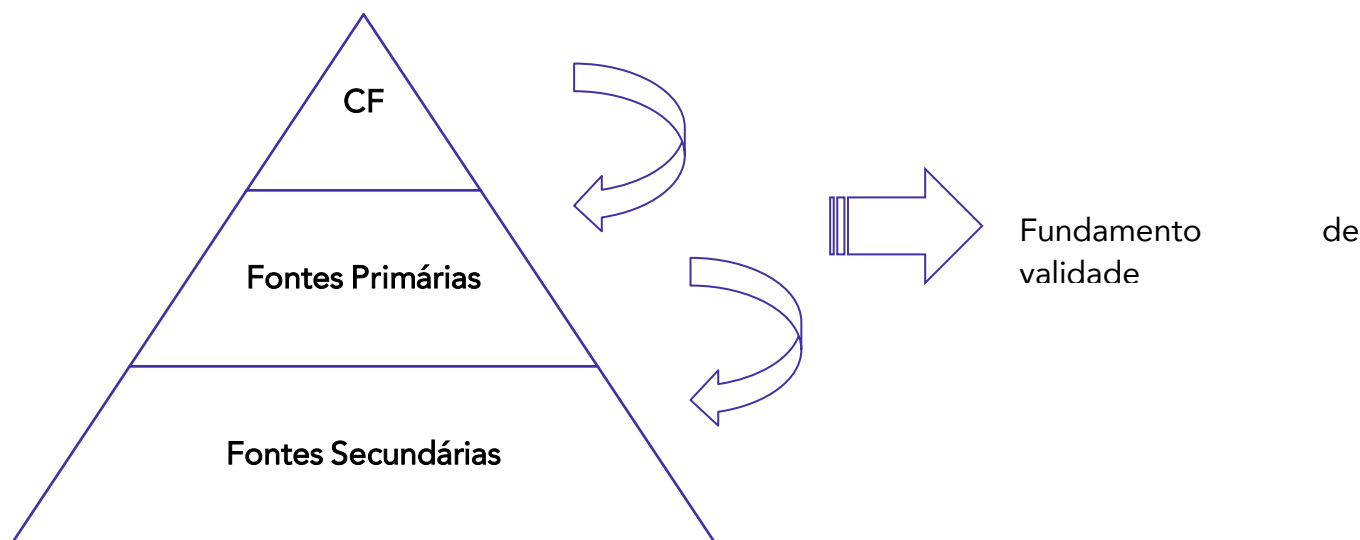 CF
Fontes Primárias
Fontes Secundárias
Fundamento de
validade